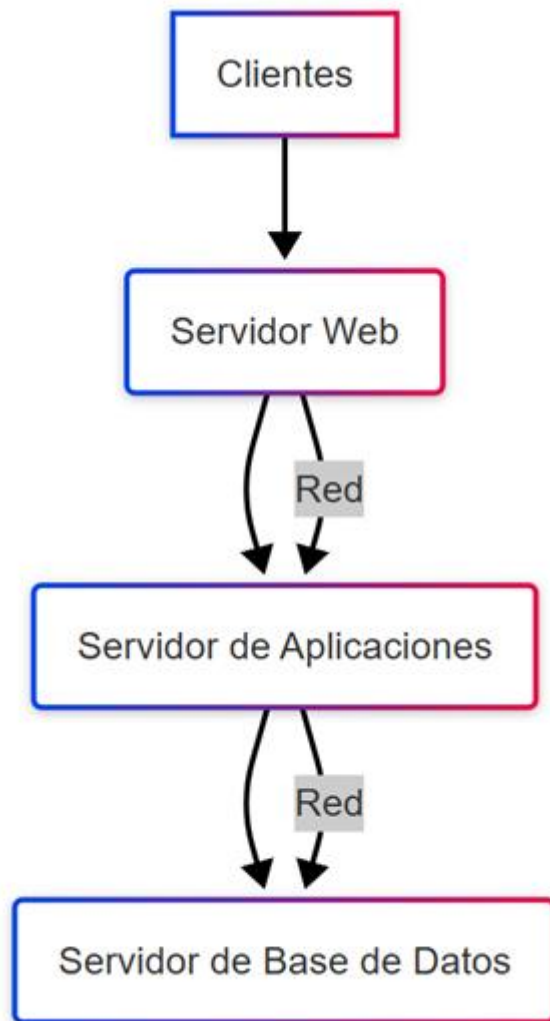 Clientes
Servidor Web
Red
Servidor de Aplicaciones
Red
Servidor de Base de Datos